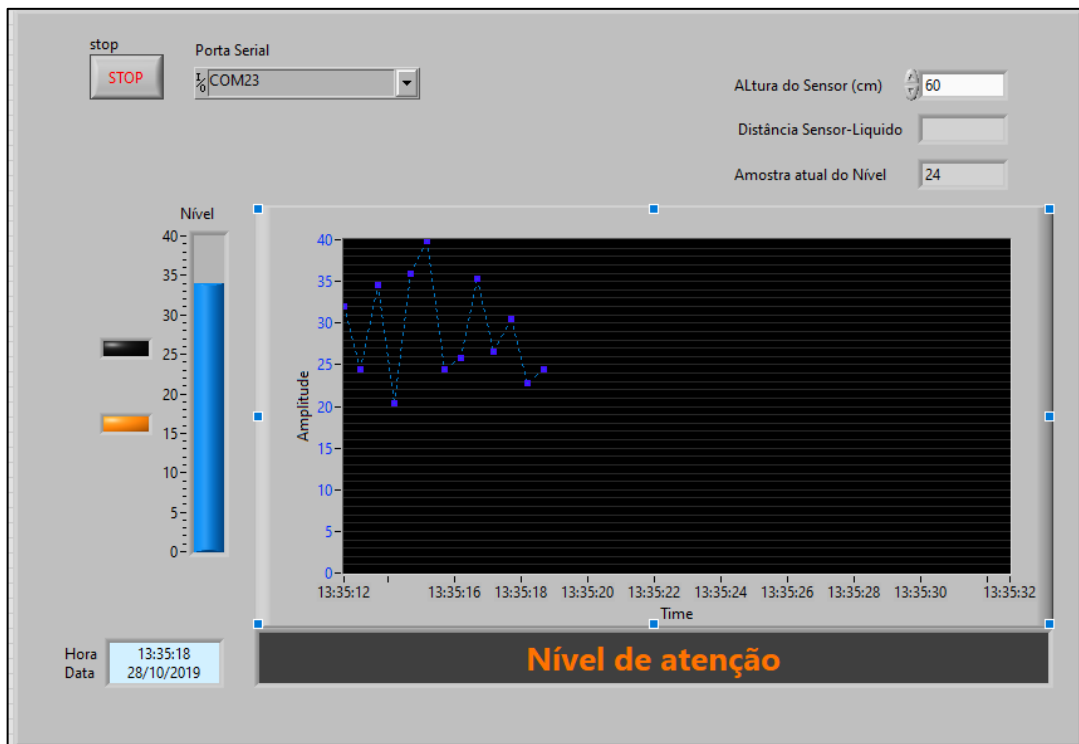 stop
STOP
Porta Serial
I/O COM23
ALtura do Sensor (cm) 60
Distância Sensor-Liquido
Amostra atual do Nível 24
Nível
40
35
30
25
20
15
10
5
0
Amplitude
40
35
30
25
20
15
10
5
0
13:35:12 13:35:16 13:35:18 13:35:20 13:35:22 13:35:24 13:35:26 13:35:28 13:35:30 13:35:32
Time
Hora 13:35:18
Data 28/10/2019
Nível de atenção